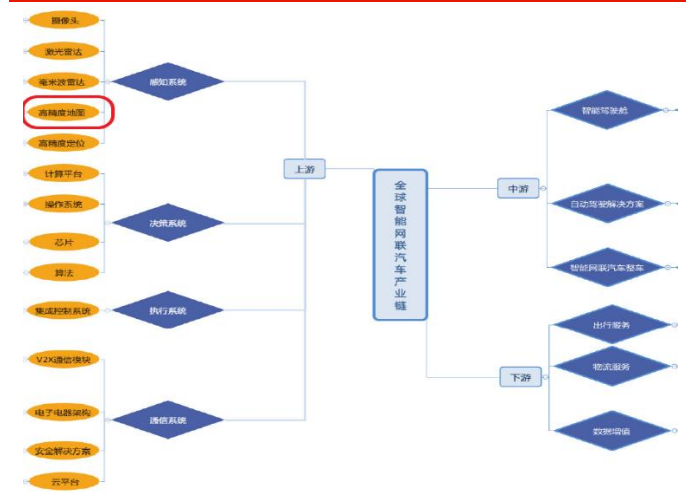 摄像头
激光雷达
毫米波雷达
高精度地图
高精度定位
感知系统
计算平台
操作系统
芯片
算法
决策系统
集成控制系统
执行系统
V2X通信模块
电子电器架构
安全解决方案
云平台
通信系统
上游
全球智能网联汽车产业链
中游
智能驾驶舱
自动驾驶解决方案
智能网联汽车整车
下游
出行服务
物流服务
数据增值